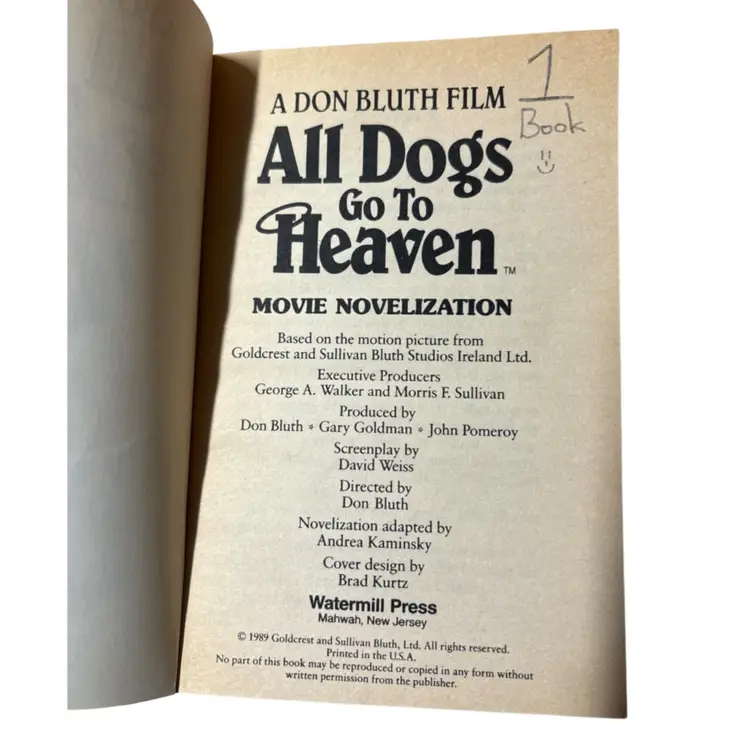 1
Book
A DON BLUTH FILM
All Dogs
Go To
Heaven™
MOVIE NOVELIZATION
Based on the motion picture from
Goldcrest and Sullivan Bluth Studios Ireland Ltd.
Executive Producers
George A. Walker and Morris F. Sullivan
Produced by
Don Bluth • Gary Goldman • John Pomeroy
Screenplay by
David Weiss
Directed by
Don Bluth
Novelization adapted by
Andrea Kaminsky
Cover design by
Brad Kurtz
Watermill Press
Mahwah, New Jersey
© 1989 Goldcrest and Sullivan Bluth, Ltd. All rights reserved.
Printed in the U.S.A.
No part of this book may be reproduced or copied in any form without
written permission from the publisher.